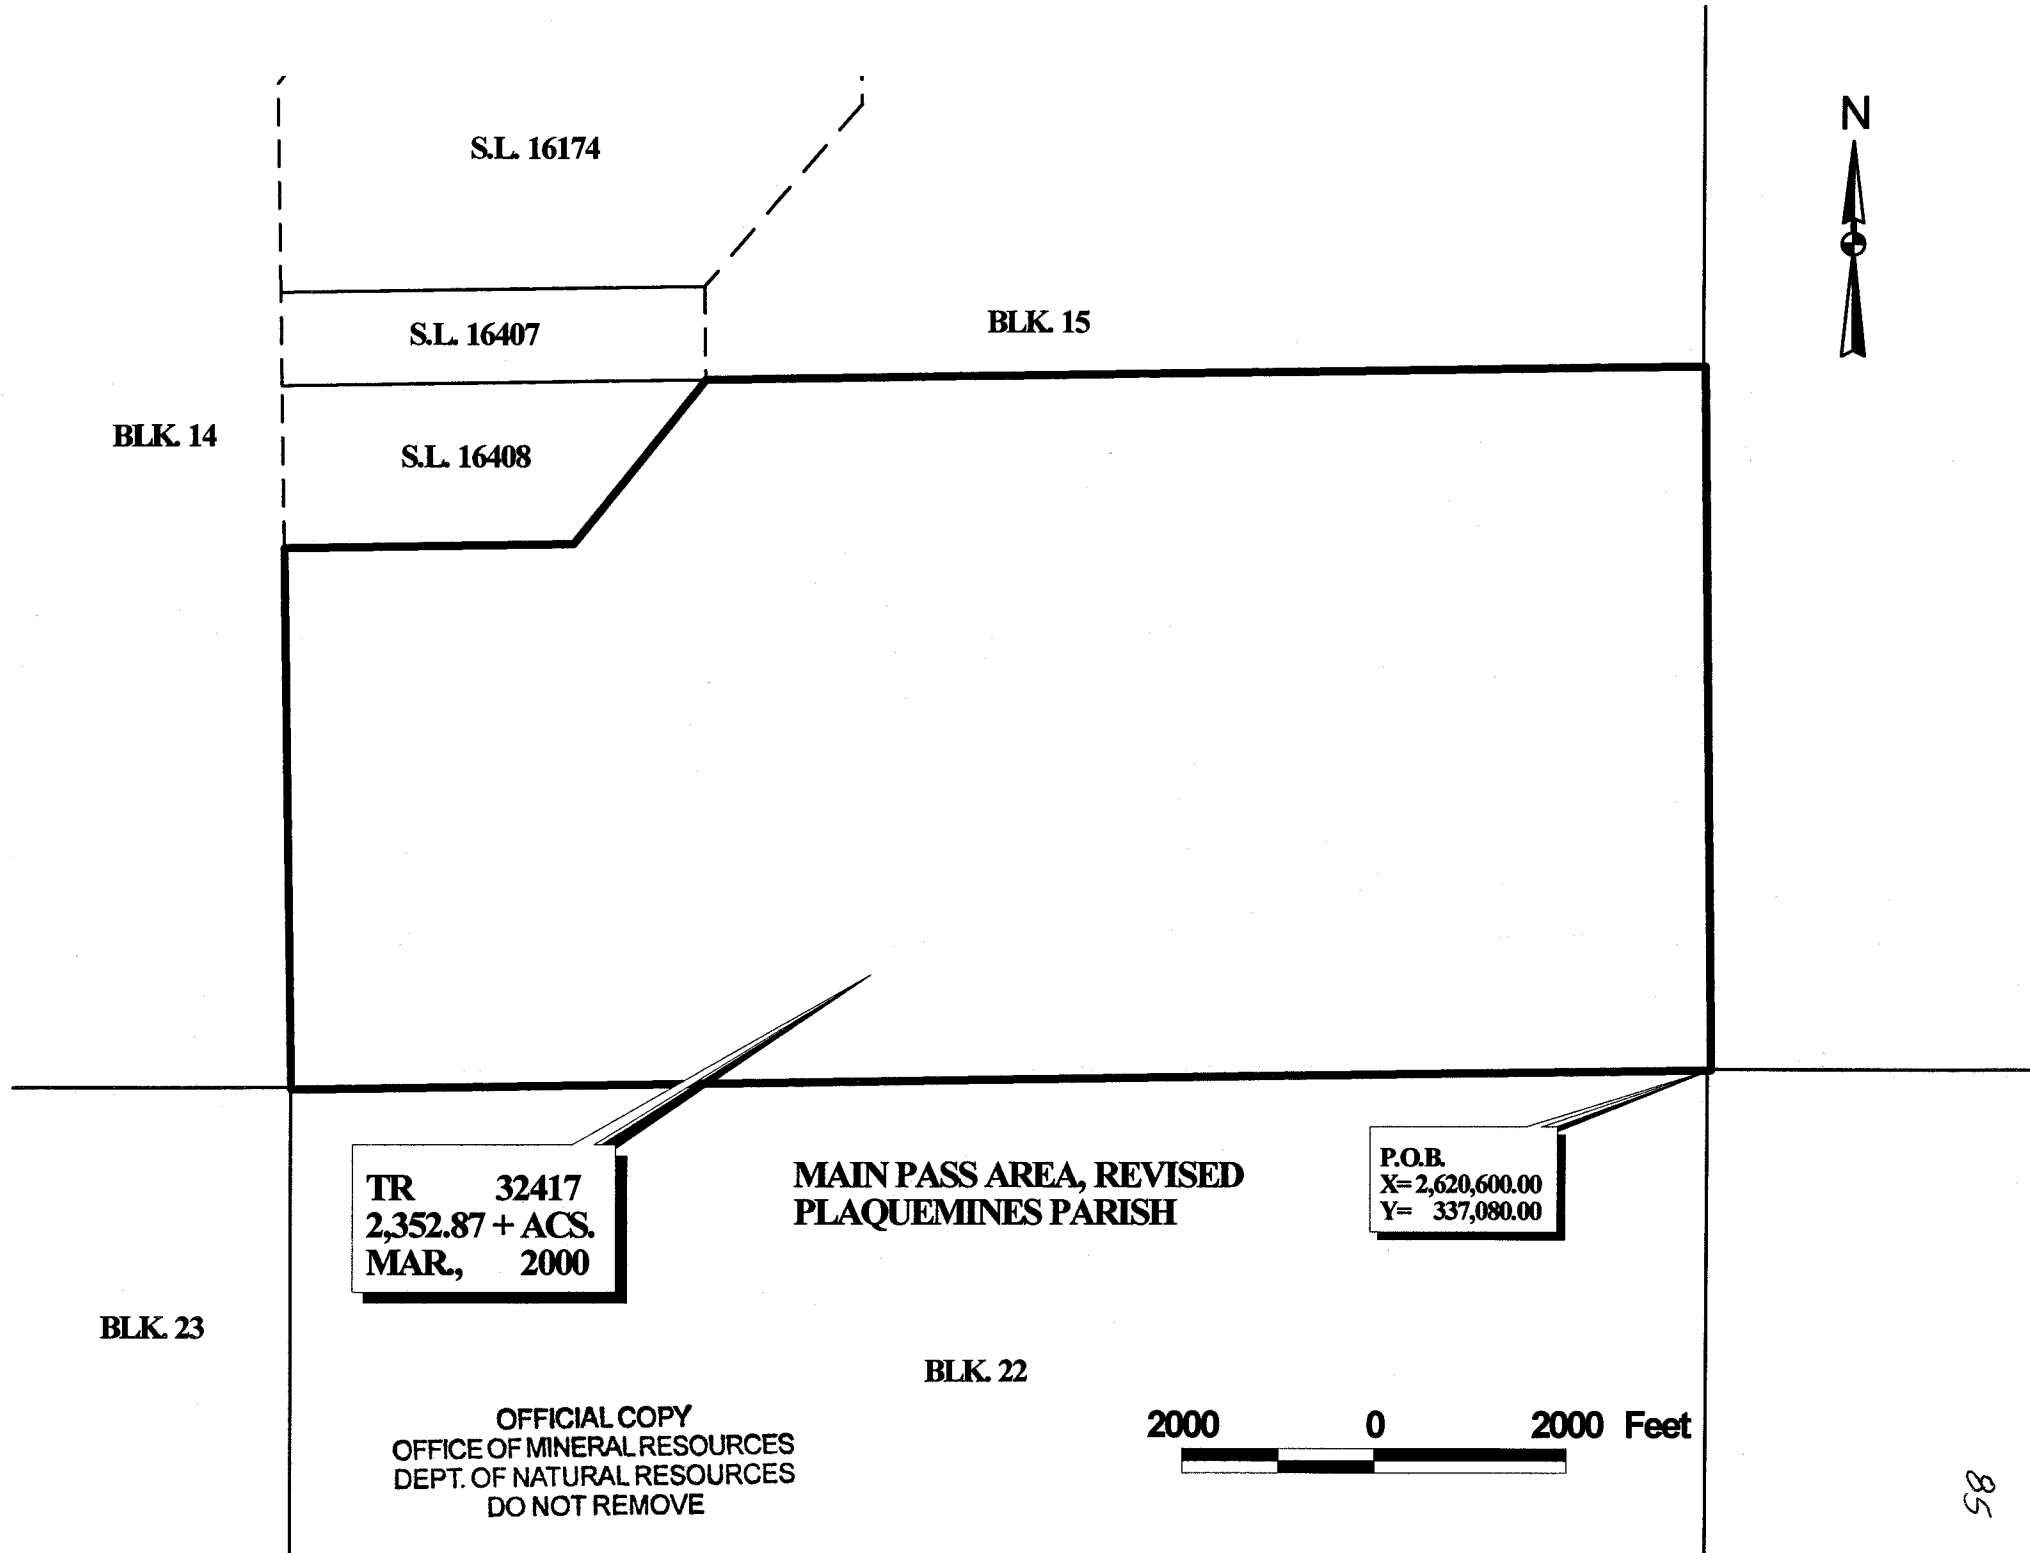 N
S.L. 16174
S.L. 16407
BLK. 15
BLK. 14
S.L. 16408
TR 32417
2,352.87 + ACS.
MAR., 2000
MAIN PASS AREA, REVISED
PLAQUEMINES PARISH
P.O.B.
X= 2,620,600.00
Y= 337,080.00
BLK. 23
BLK. 22
OFFICIAL COPY
OFFICE OF MINERAL RESOURCES
DEPT. OF NATURAL RESOURCES
DO NOT REMOVE
2000 0 2000 Feet
85